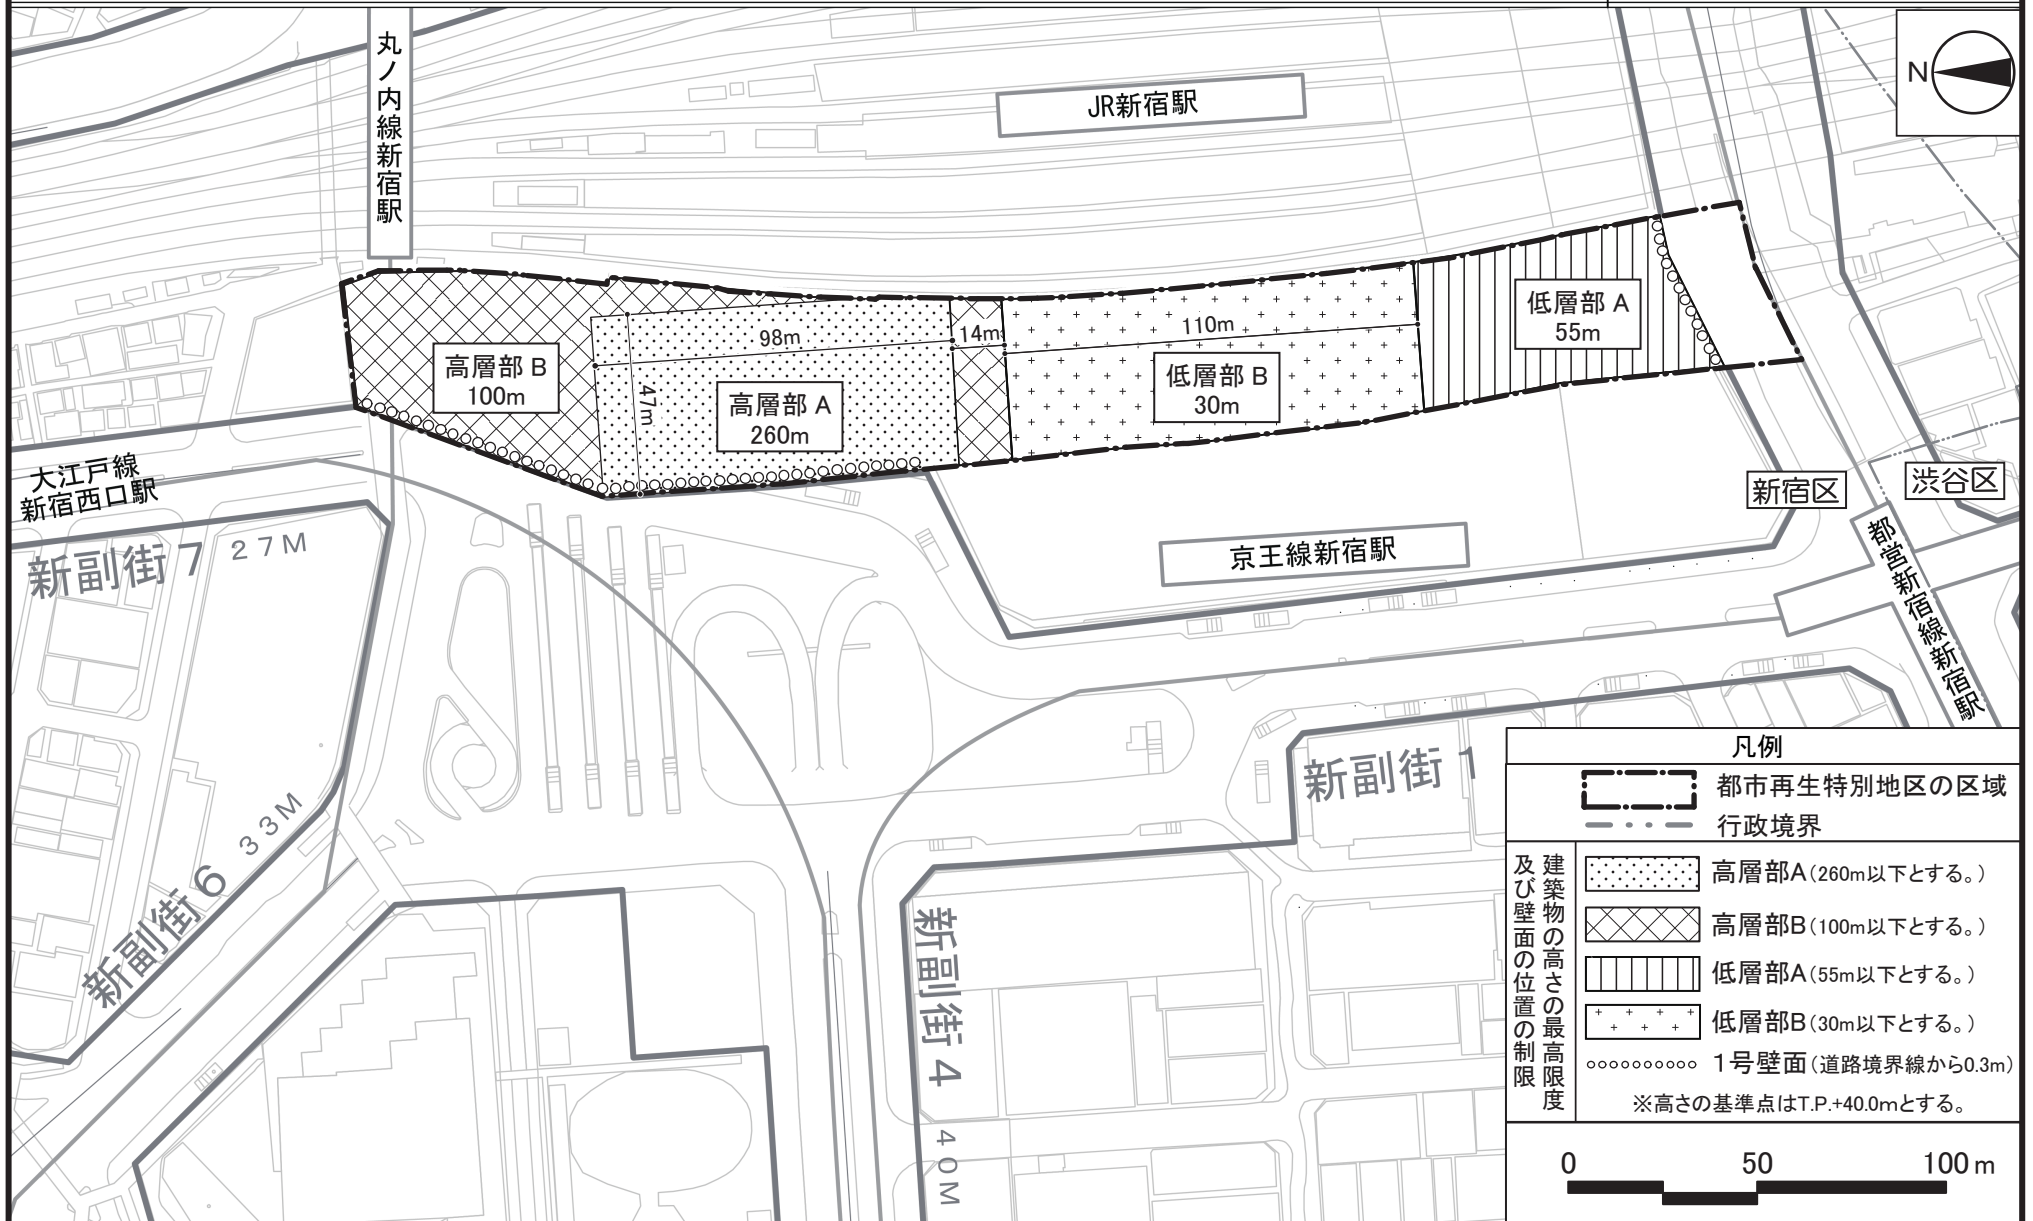 丸ノ内線新宿駅
JR新宿駅
N
低層部 A
55m
98m
14m
110m
高層部 B
100m
47m
高層部 A
260m
低層部 B
30m
大江戸線
新宿西口駅
新宿区
渋谷区
新副街 7 27M
京王線新宿駅
都営新宿線新宿駅
新副街 1
新副街 6 33M
新副街 4 40M
凡例
都市再生特別地区の区域
行政境界
建築物の高さの最高限度
及び壁面の位置の制限
高層部A(260m以下とする。)
高層部B(100m以下とする。)
低層部A(55m以下とする。)
低層部B(30m以下とする。)
1号壁面(道路境界線から0.3m)
※高さの基準点はT.P.+40.0mとする。
0 50 100 m